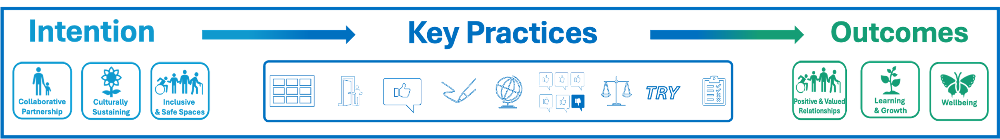 Intention
Key Practices
Outcomes
Collaborative
Partnership
Culturally
Sustaining
Inclusive
& Safe Spaces
TRY
Positive & Valued
Relationships
Learning
& Growth
Wellbeing